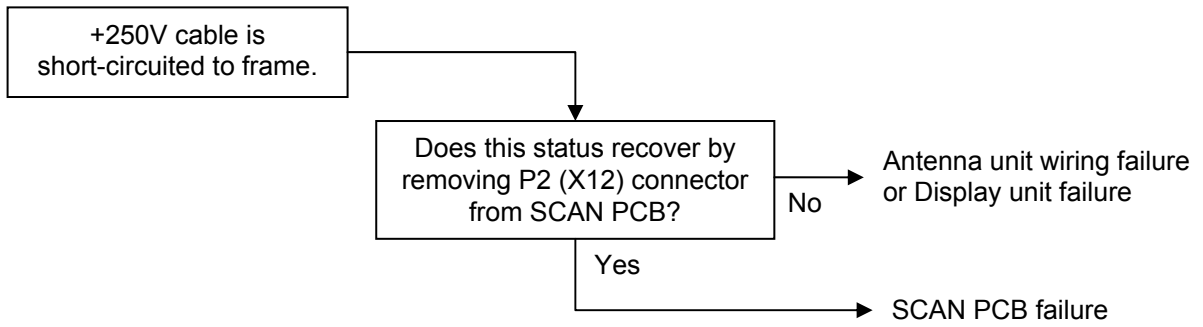 +250V cable is
short-circuited to frame.
Does this status recover by
removing P2 (X12) connector
from SCAN PCB?
No
Antenna unit wiring failure
or Display unit failure
Yes
SCAN PCB failure